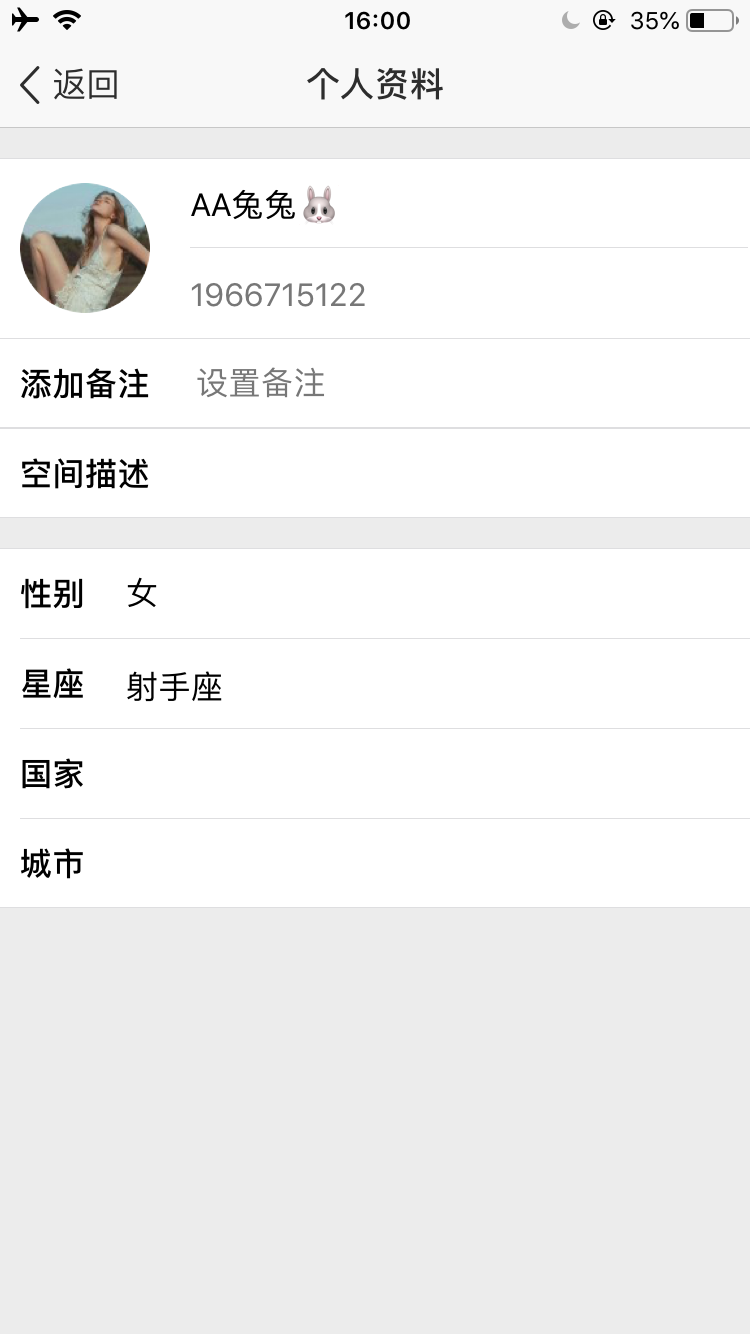 16:00
35%
返回
个人资料
AA兔兔🐰
1966715122
添加备注 设置备注
空间描述
性别 女
星座 射手座
国家
城市